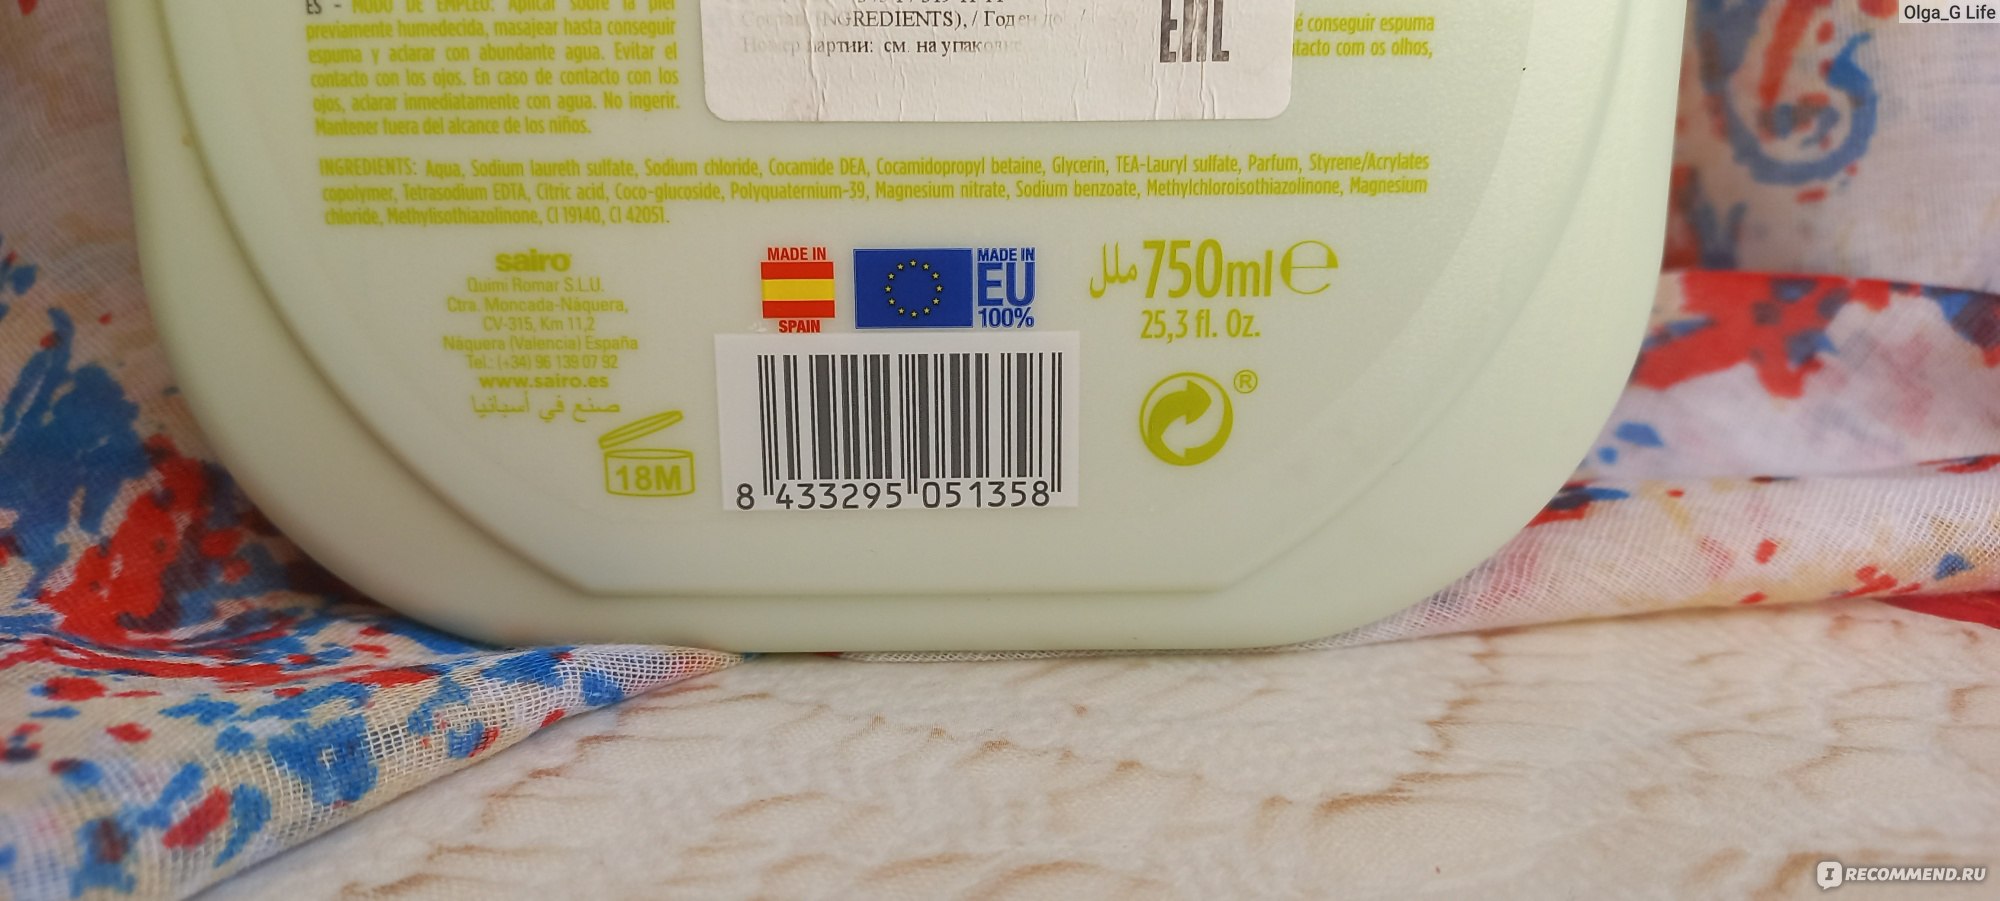 Olga_G Life
ES - MODO DE EMPLEO: Aplicar sobre la piel
previamente humedecida, masajear hasta conseguir
espuma y aclarar con abundante agua. Evitar el
contacto con los ojos. En caso de contacto con los
ojos, aclarar inmediatamente con agua. No ingerir.
Mantener fuera del alcance de los niños.
INGREDIENTS), / Годен до
партии: см. на упаковке
EAC
é conseguir espuma
tacto com os olhos,
INGREDIENTS: Aqua, Sodium laureth sulfate, Sodium chloride, Cocamide DEA, Cocamidopropyl betaine, Glycerin, TEA-Lauryl sulfate, Parfum, Styrene/Acrylates
copolymer, Tetrasodium EDTA, Citric acid, Coco-glucoside, Polyquaternium-39, Magnesium nitrate, Sodium benzoate, Methylchloroisothiazolinone, Magnesium
chloride, Methylisothiazolinone, CI 19140, CI 42051.
sairo
Quimi Romar S.L.U.
Ctra. Moncada-Náquera,
CV-315, Km 11,2
Náquera (Valencia) España
Tel.: (+34) 96 139 07 92
www.sairo.es
صنع في أسبانيا
18M
MADE IN
SPAIN
MADE IN
EU
100%
8 433295 051358
750ml ملل e
25,3 fl. Oz.
®
IRECOMMEND.RU